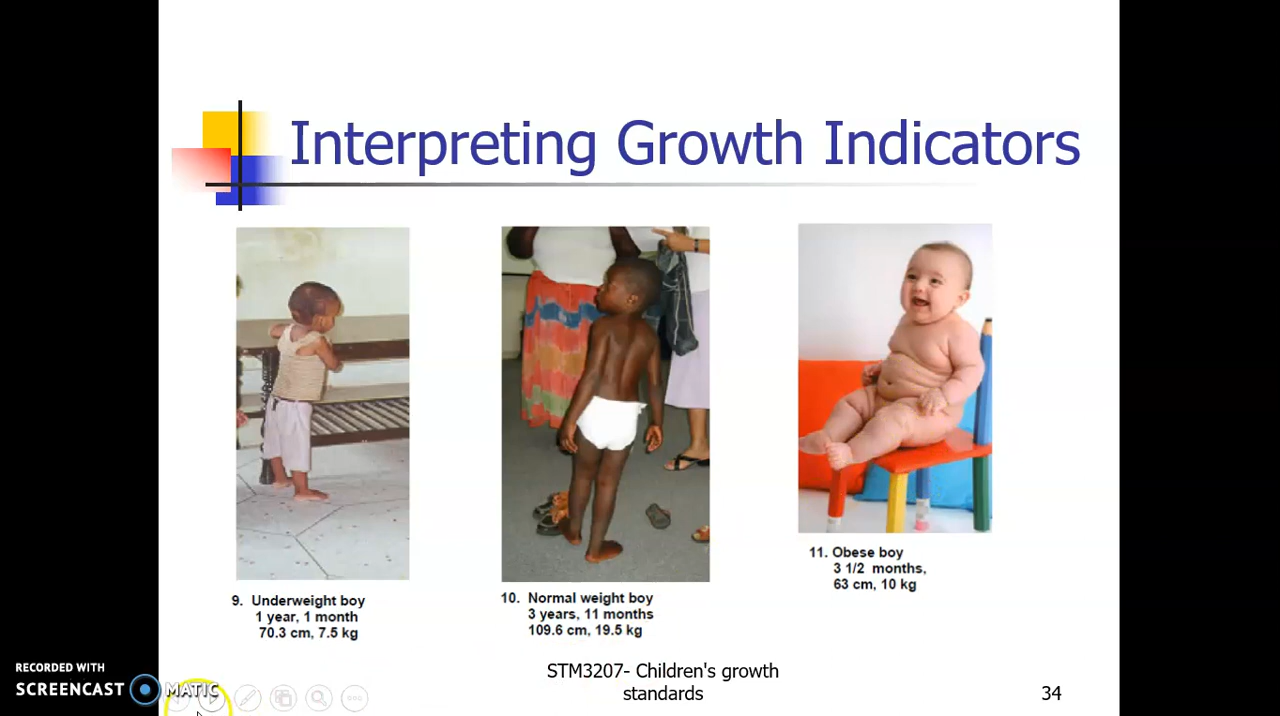 Interpreting Growth Indicators
9. Underweight boy
1 year, 1 month
70.3 cm, 7.5 kg
10. Normal weight boy
3 years, 11 months
109.6 cm, 19.5 kg
11. Obese boy
3 1/2 months,
63 cm, 10 kg
STM3207- Children's growth
standards
34
RECORDED WITH
SCREENCAST MATIC